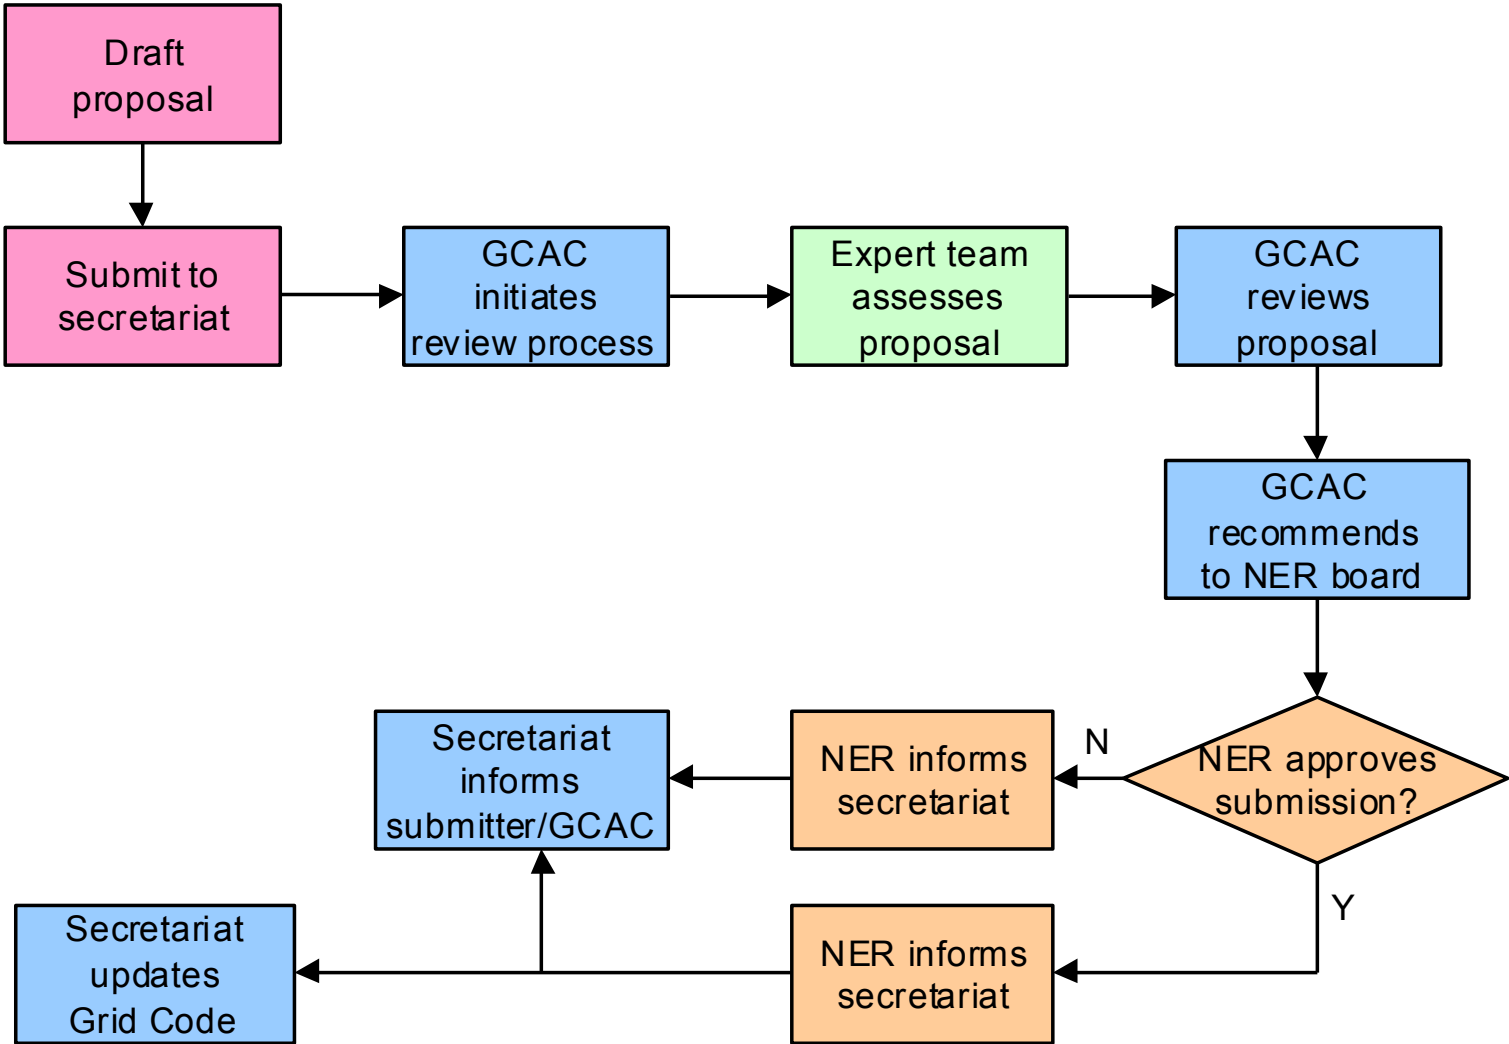 Draft
proposal
Submit to
secretariat
GCAC
initiates
review process
Expert team
assesses
proposal
GCAC
reviews
proposal
GCAC
recommends
to NER board
NER approves
submission?
N
NER informs
secretariat
Secretariat
informs
submitter/GCAC
Y
NER informs
secretariat
Secretariat
updates
Grid Code